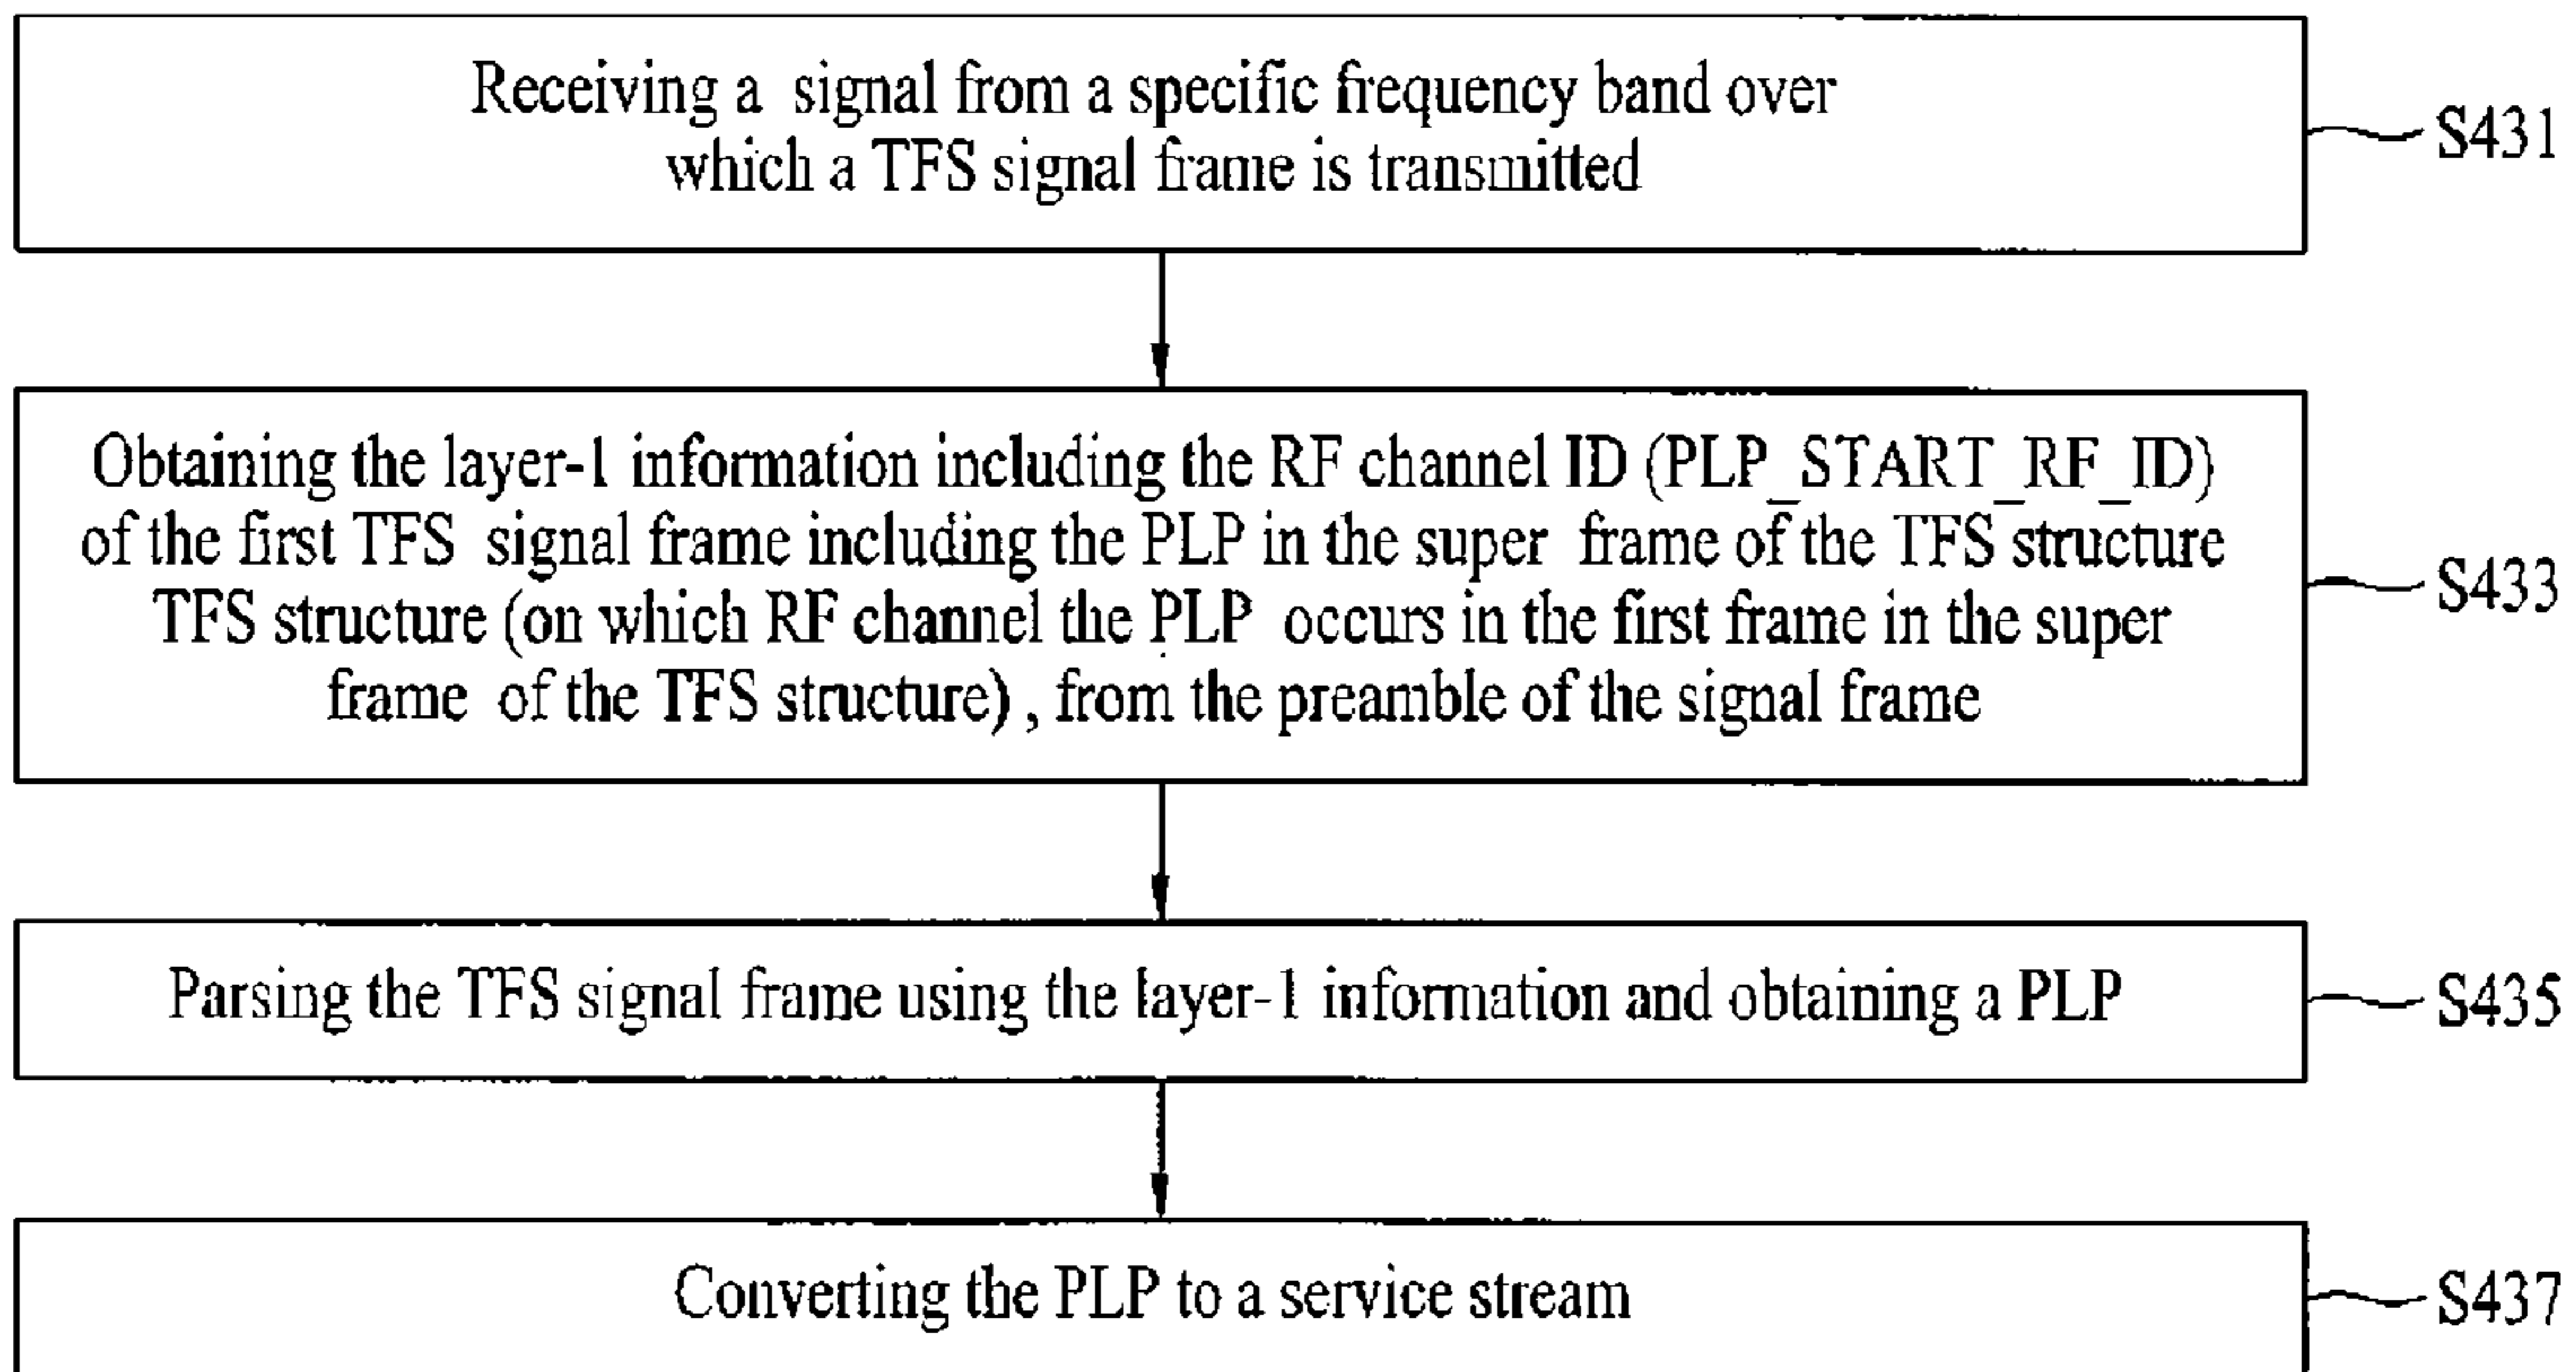 Receiving a signal from a specific frequency band over
which a TFS signal frame is transmitted
S431
Obtaining the layer-1 information including the RF channel ID (PLP_START_RF_ID)
of the first TFS signal frame including the PLP in the super frame of the TFS structure
TFS structure (on which RF channel the PLP occurs in the first frame in the super
frame of the TFS structure) , from the preamble of the signal frame
S433
Parsing the TFS signal frame using the layer-1 information and obtaining a PLP
S435
Converting the PLP to a service stream
S437